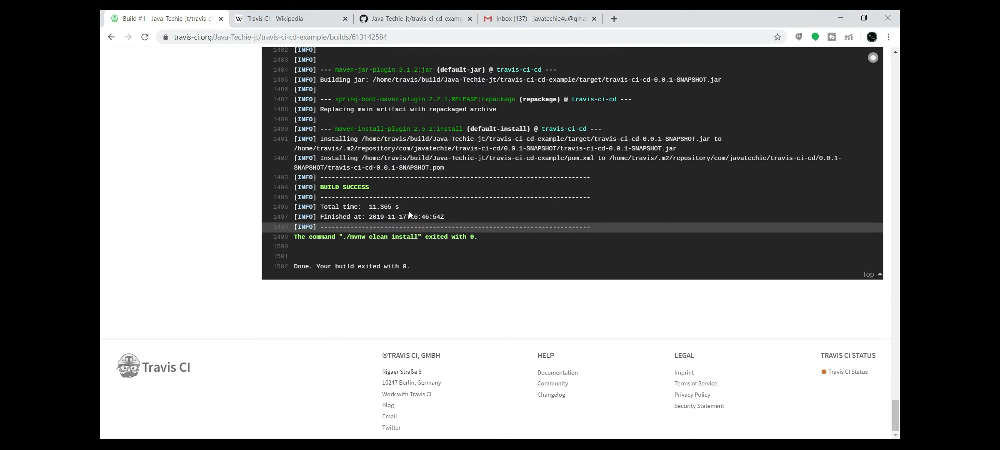 Build #1 - Java-Techie-jt/travis-ci
Travis CI - Wikipedia
Java-Techie-jt/travis-ci-cd-examp
Inbox (137) - javatechie4u@gma
travis-ci.org/Java-Techie-jt/travis-ci-cd-example/builds/613142584
1482 [INFO]
1483 [INFO]
1484 [INFO] --- maven-jar-plugin:3.1.2:jar (default-jar) @ travis-ci-cd ---
1485 [INFO] Building jar: /home/travis/build/Java-Techie-jt/travis-ci-cd-example/target/travis-ci-cd-0.0.1-SNAPSHOT.jar
1486 [INFO]
1487 [INFO] --- spring-boot-maven-plugin:2.2.1.RELEASE:repackage (repackage) @ travis-ci-cd ---
1488 [INFO] Replacing main artifact with repackaged archive
1489 [INFO]
1490 [INFO] --- maven-install-plugin:2.5.2:install (default-install) @ travis-ci-cd ---
1491 [INFO] Installing /home/travis/build/Java-Techie-jt/travis-ci-cd-example/target/travis-ci-cd-0.0.1-SNAPSHOT.jar to
/home/travis/.m2/repository/com/javatechie/travis-ci-cd/0.0.1-SNAPSHOT/travis-ci-cd-0.0.1-SNAPSHOT.jar
1492 [INFO] Installing /home/travis/build/Java-Techie-jt/travis-ci-cd-example/pom.xml to /home/travis/.m2/repository/com/javatechie/travis-ci-cd/0.0.1-
SNAPSHOT/travis-ci-cd-0.0.1-SNAPSHOT.pom
1493 [INFO] ------------------------------------------------------------------------
1494 [INFO] BUILD SUCCESS
1495 [INFO] ------------------------------------------------------------------------
1496 [INFO] Total time:  11.365 s
1497 [INFO] Finished at: 2019-11-17T16:46:54Z
1498 [INFO] ------------------------------------------------------------------------
1499 The command "./mvnw clean install" exited with 0.
1500
1501
1502 Done. Your build exited with 0.
Top
Travis CI
©TRAVIS CI, GMBH
Rigaer Straße 8
10247 Berlin, Germany
Work with Travis CI
Blog
Email
Twitter
HELP
Documentation
Community
Changelog
LEGAL
Imprint
Terms of Service
Privacy Policy
Security Statement
TRAVIS CI STATUS
Travis CI Status